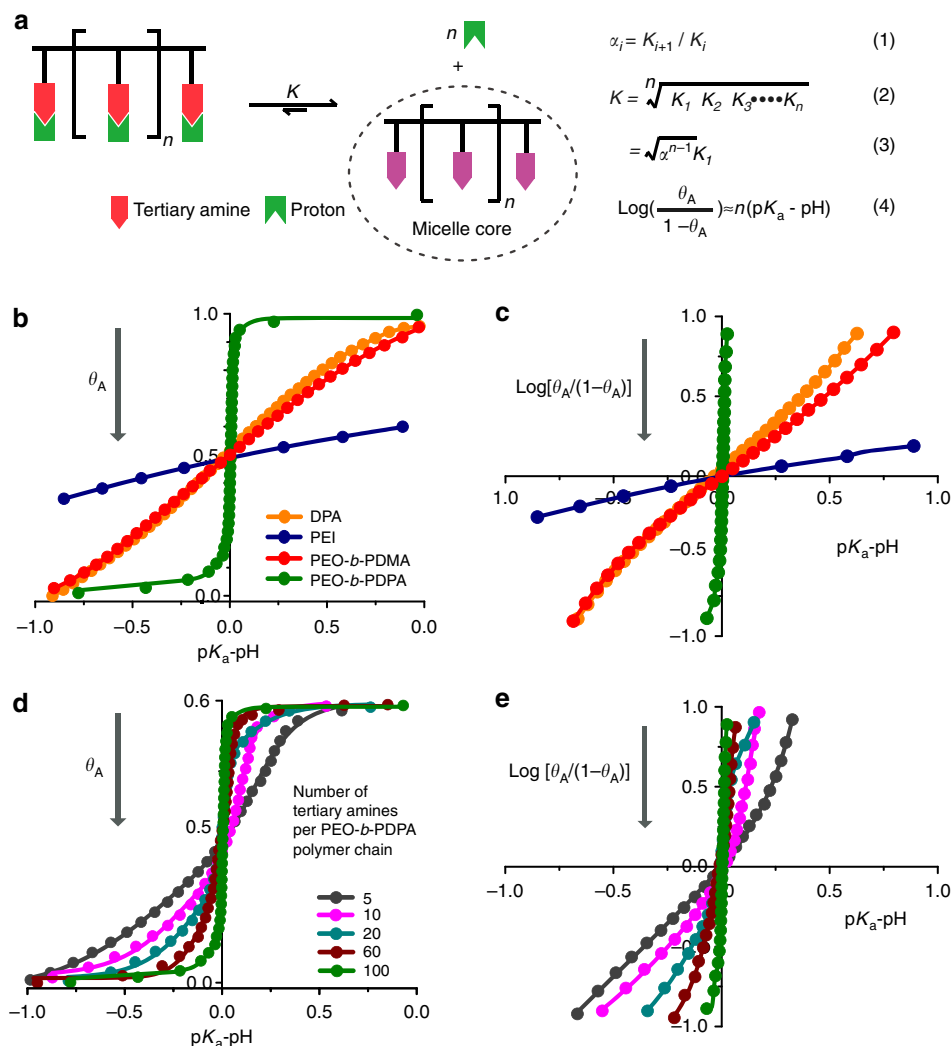 a
n
+
K
n
n
Tertiary amine
Proton
Micelle core
αᵢ = Kᵢ₊₁ / Kᵢ (1)
K = ⁿ√K₁ K₂ K₃••••Kₙ (2)
= √αⁿ⁻¹K₁ (3)
Log(θA / 1 −θA)≈n(pKa - pH) (4)
b
θA
1.0
0.5
0.0
DPA
PEI
PEO-b-PDMA
PEO-b-PDPA
−1.0 −0.5 0.0 0.5 0.0
pKa-pH
c
Log[θA/(1−θA)]
1.0
0.5
0.0
−0.5
−1.0
1.0 −0.5 0.0 0.5 1.0
pKa-pH
d
θA
0.6
0.5
0.0
Number of
tertiary amines
per PEO-b-PDPA
polymer chain
5
10
20
60
100
−1.0 −0.5 0.0 0.5 1.0
pKa-pH
e
Log [θA/(1−θA)]
1.0
0.5
0.0
−0.5
−1.0
−1.0 −0.5 0.0 0.5 1.0
pKa-pH